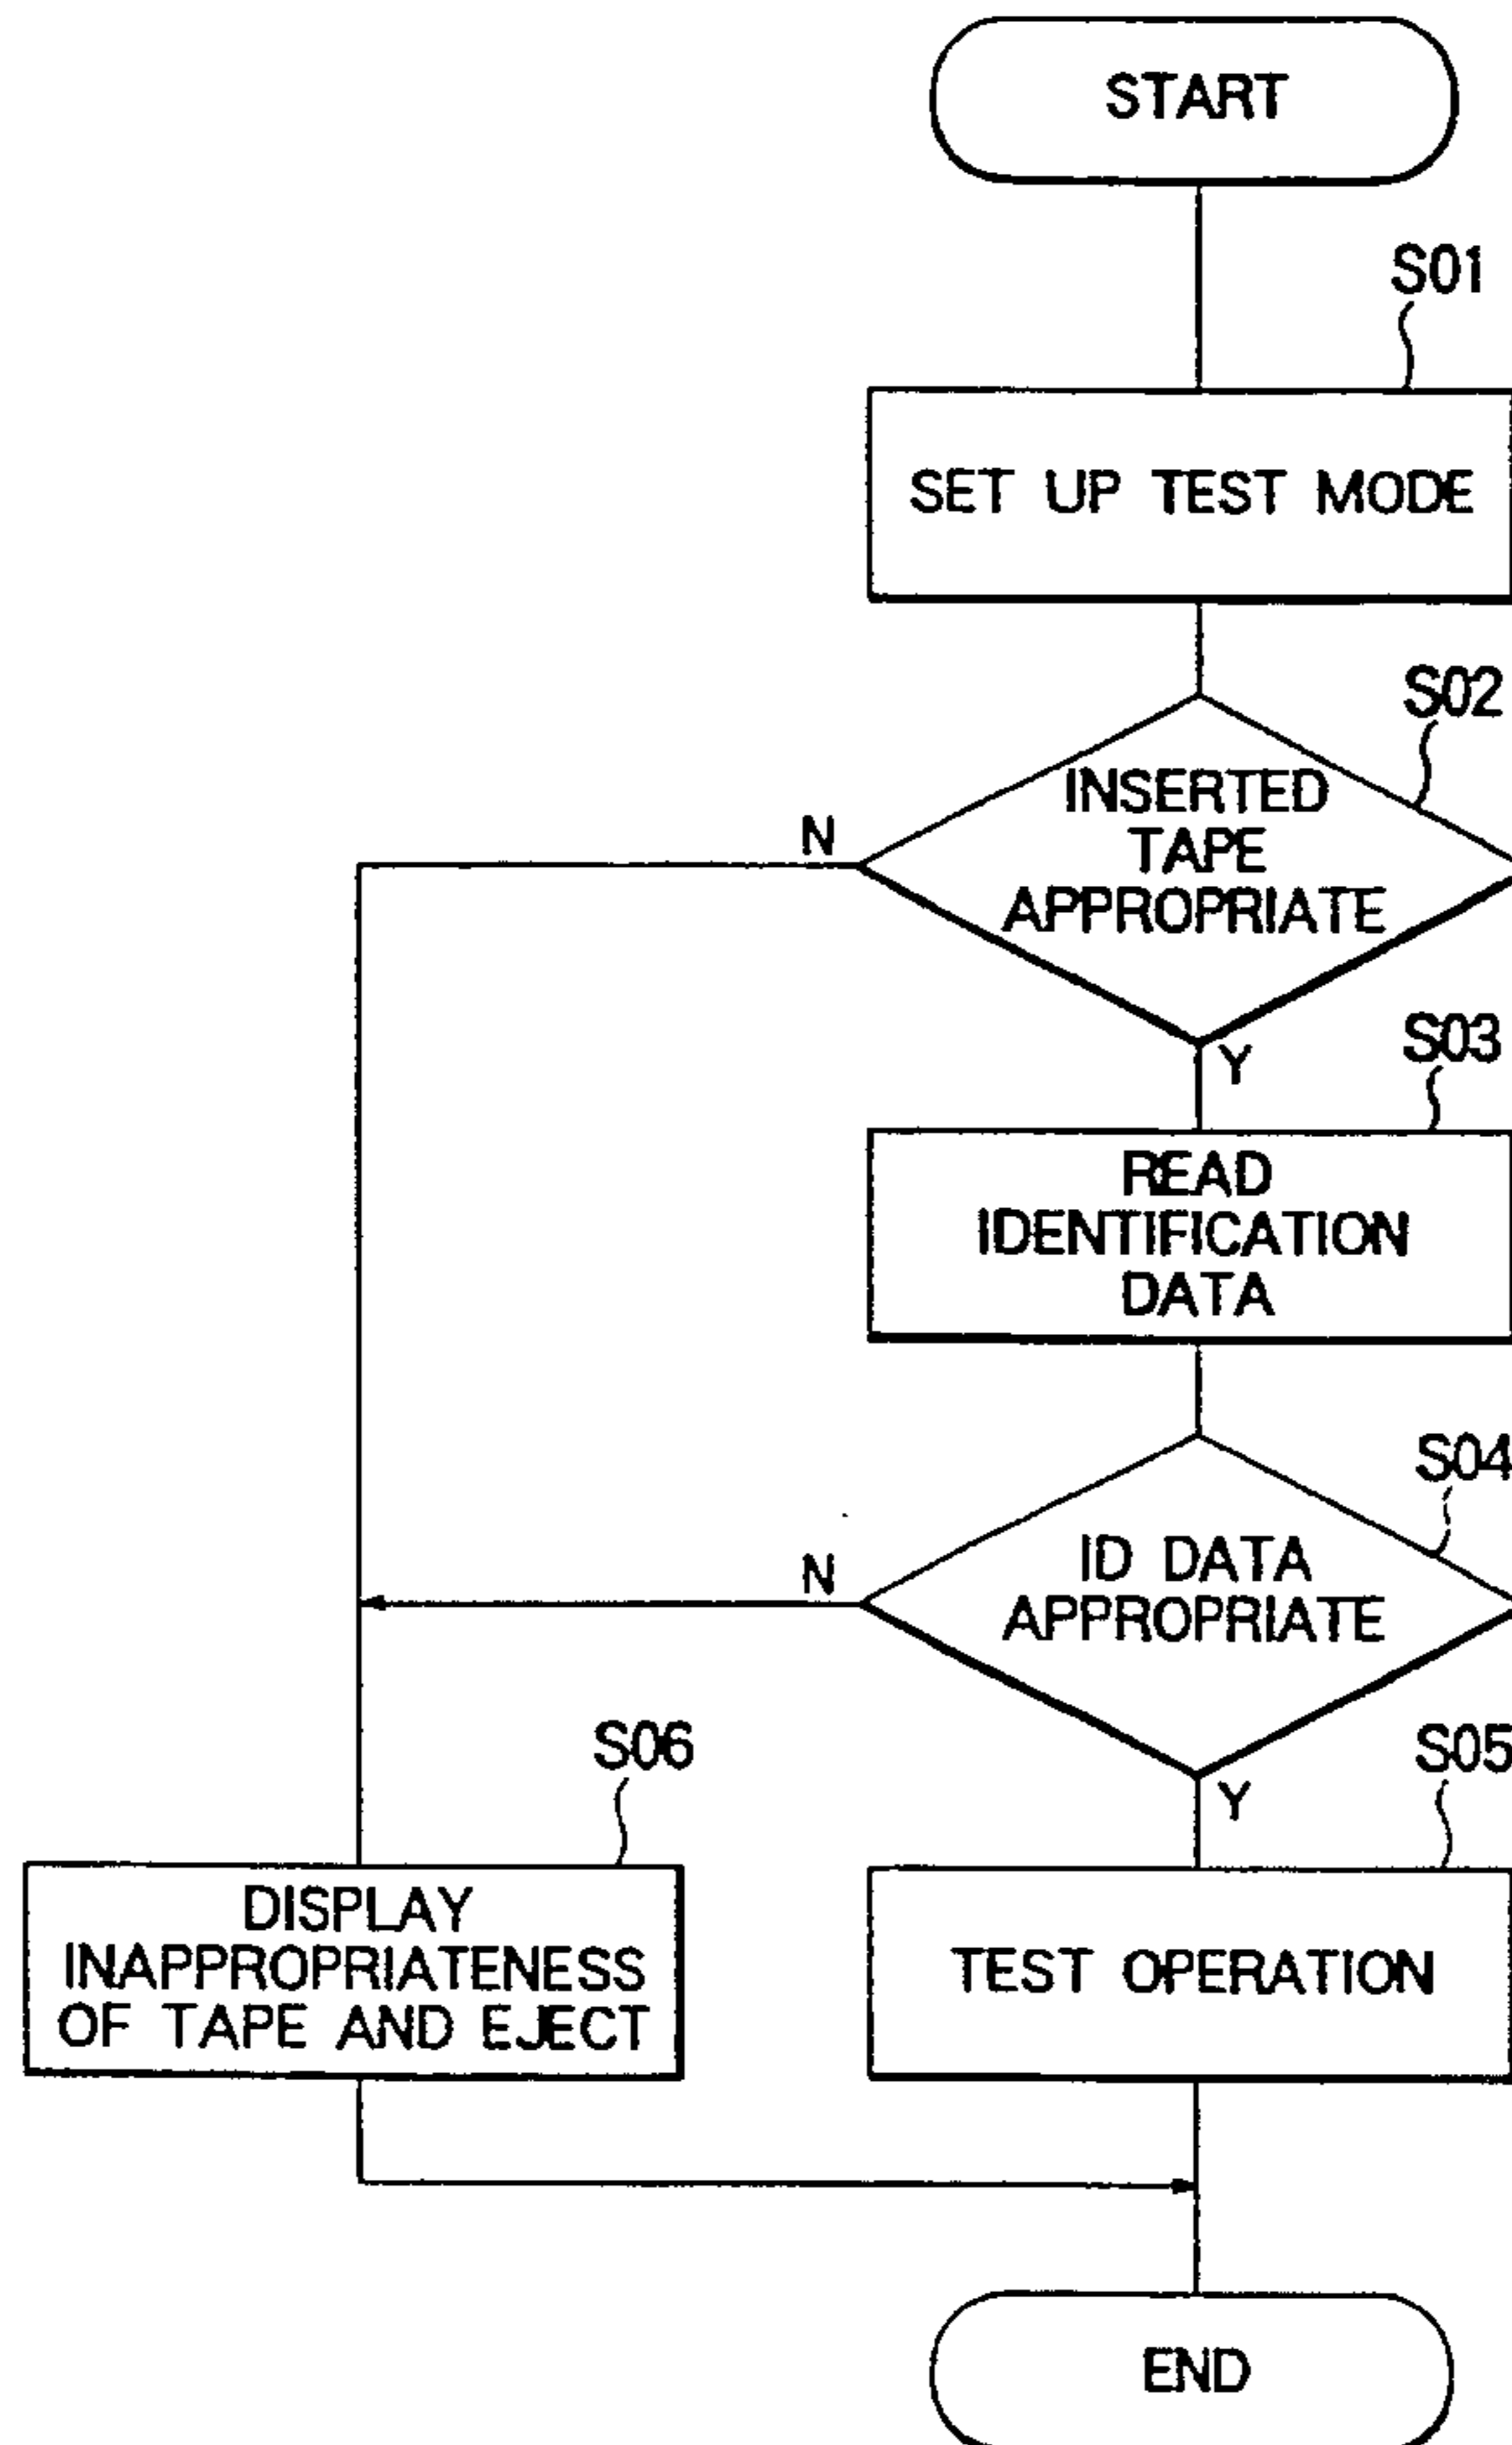 START
S01
SET UP TEST MODE
S02
INSERTED
TAPE
APPROPRIATE
N
Y
S03
READ
IDENTIFICATION
DATA
S04
ID DATA
APPROPRIATE
N
Y
S06
S05
DISPLAY
INAPPROPRIATENESS
OF TAPE AND EJECT
TEST OPERATION
END